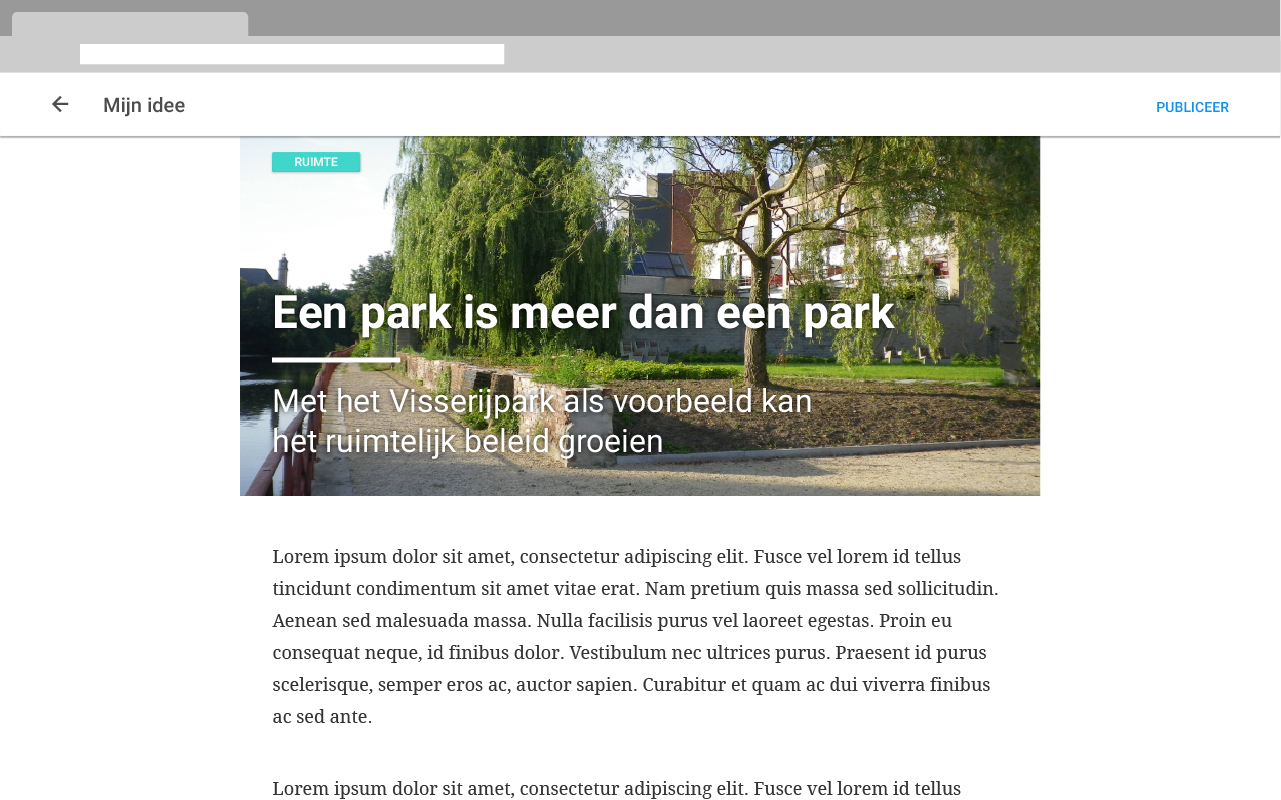 Mijn idee
PUBLICEER
RUIMTE
Een park is meer dan een park
Met het Visserijpark als voorbeeld kan
het ruimtelijk beleid groeien
Lorem ipsum dolor sit amet, consectetur adipiscing elit. Fusce vel lorem id tellus
tincidunt condimentum sit amet vitae erat. Nam pretium quis massa sed sollicitudin.
Aenean sed malesuada massa. Nulla facilisis purus vel laoreet egestas. Proin eu
consequat neque, id finibus dolor. Vestibulum nec ultrices purus. Praesent id purus
scelerisque, semper eros ac, auctor sapien. Curabitur et quam ac dui viverra finibus
ac sed ante.
Lorem ipsum dolor sit amet, consectetur adipiscing elit. Fusce vel lorem id tellus